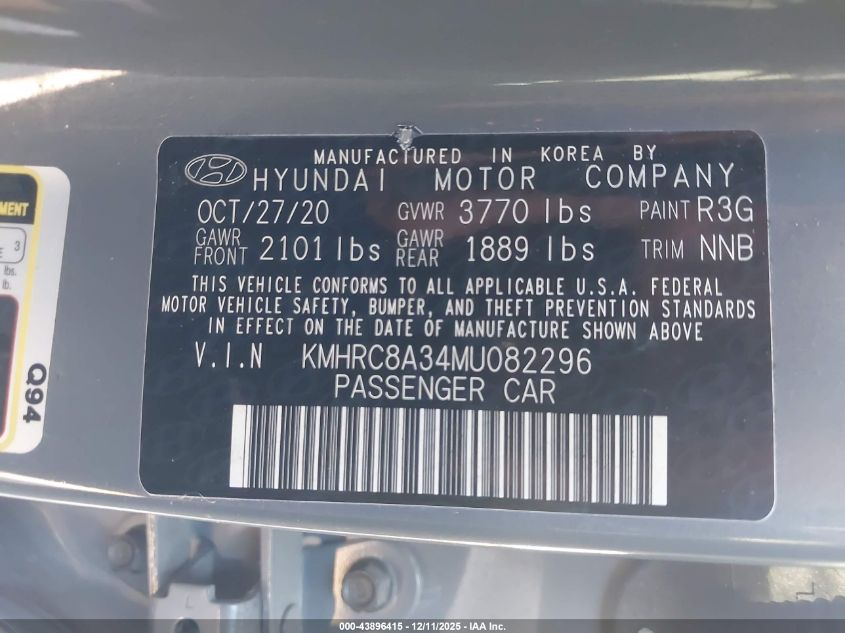 MANUFACTURED IN KOREA BY
HYUNDAI MOTOR COMPANY
OCT/27/20 GVWR 3770 lbs PAINT R3G
GAWR FRONT 2101 lbs GAWR REAR 1889 lbs TRIM NNB
THIS VEHICLE CONFORMS TO ALL APPLICABLE U.S.A. FEDERAL
MOTOR VEHICLE SAFETY, BUMPER, AND THEFT PREVENTION STANDARDS
IN EFFECT ON THE DATE OF MANUFACTURE SHOWN ABOVE
V.I.N KMHRC8A34MU082296
PASSENGER CAR
3
lbs.
lb.
Q94
000-43896415 - 12/11/2025 - IAA Inc.